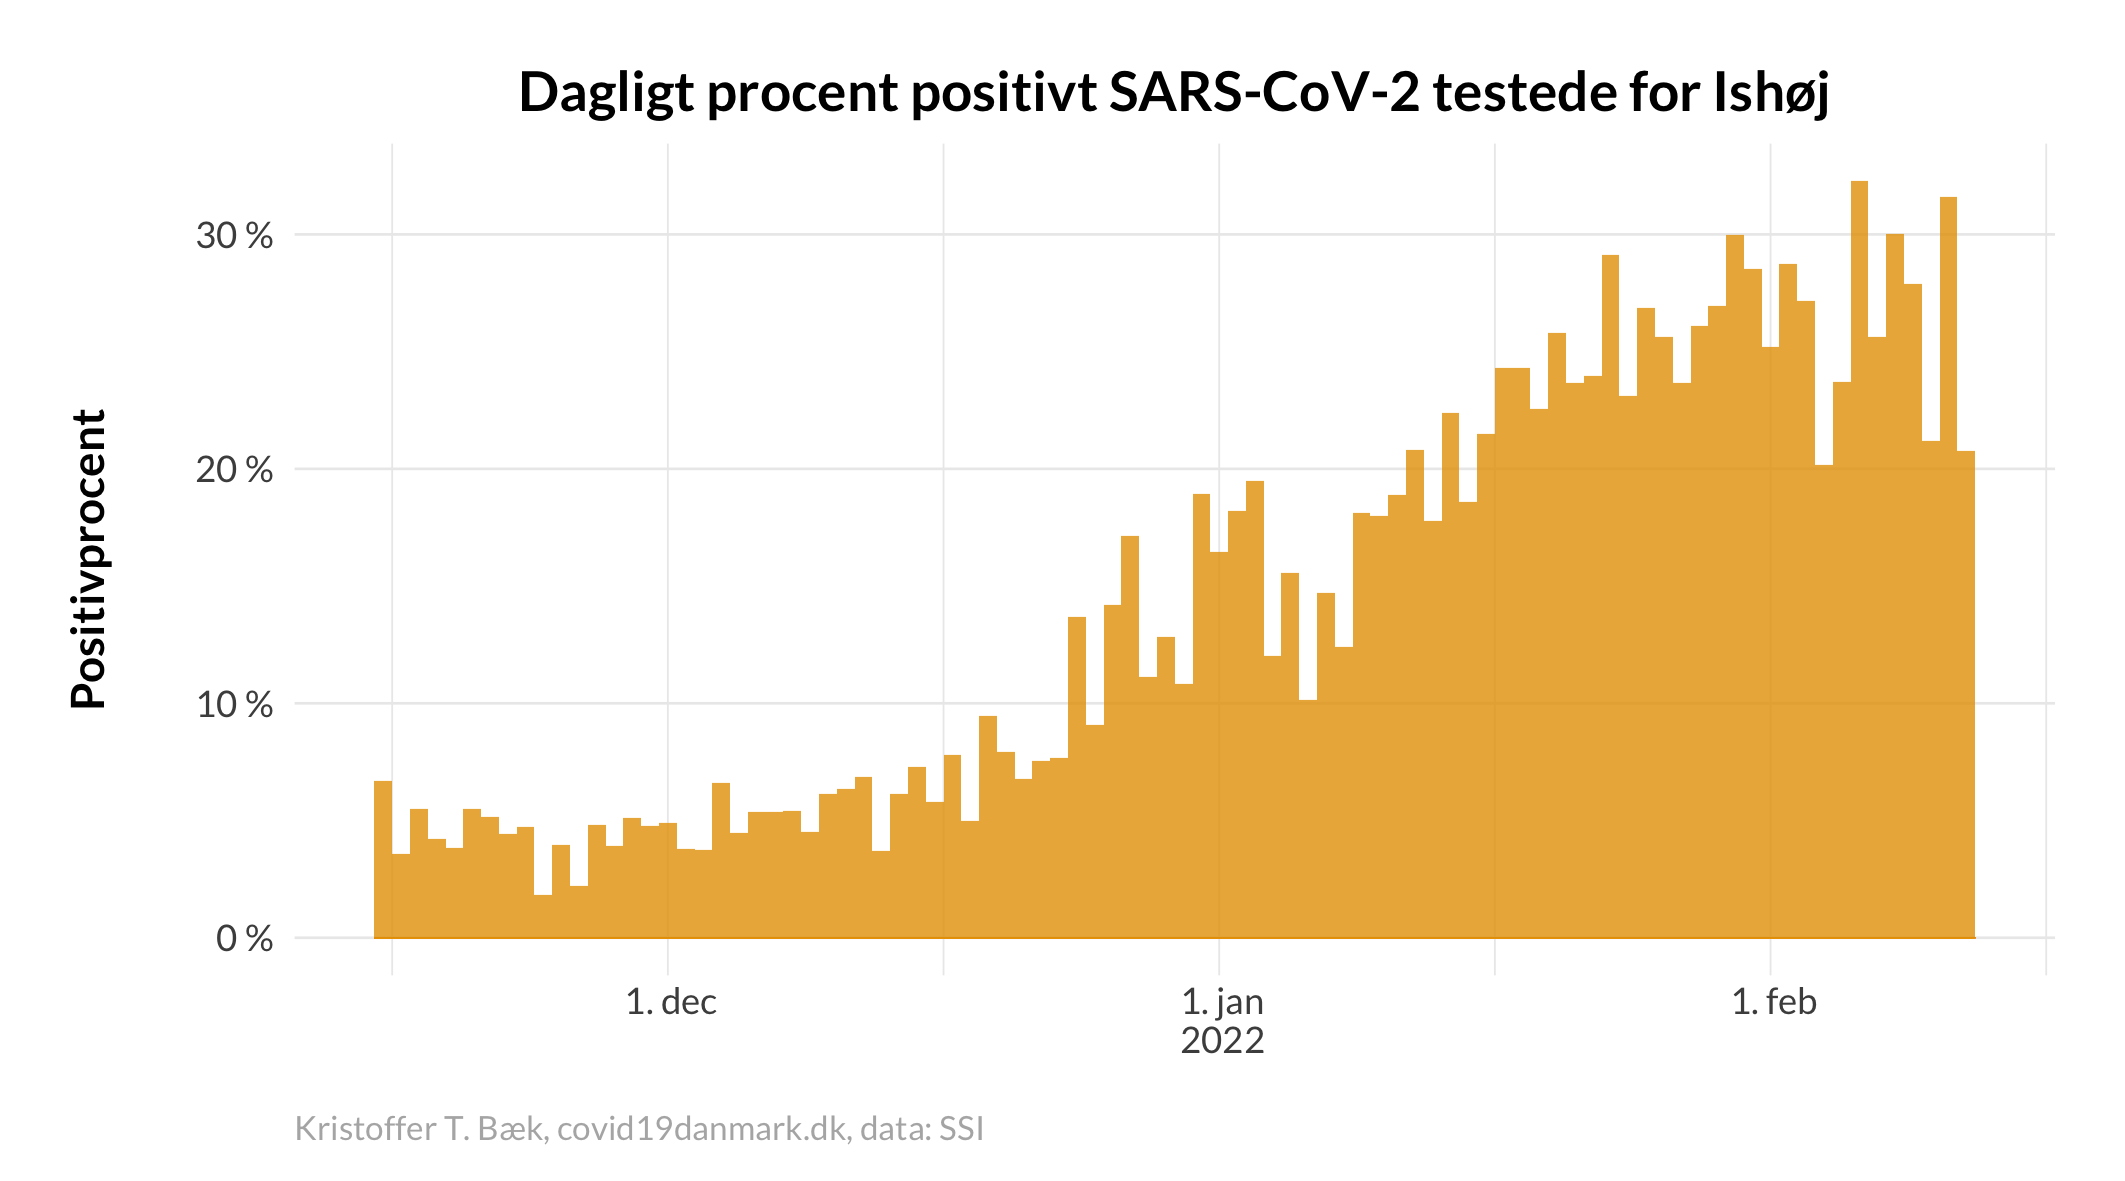 Dagligt procent positivt SARS-CoV-2 testede for Ishøj
Positivprocent
30 %
20 %
10 %
0 %
1. dec
1. jan
2022
1. feb
Kristoffer T. Bæk, covid19danmark.dk, data: SSI